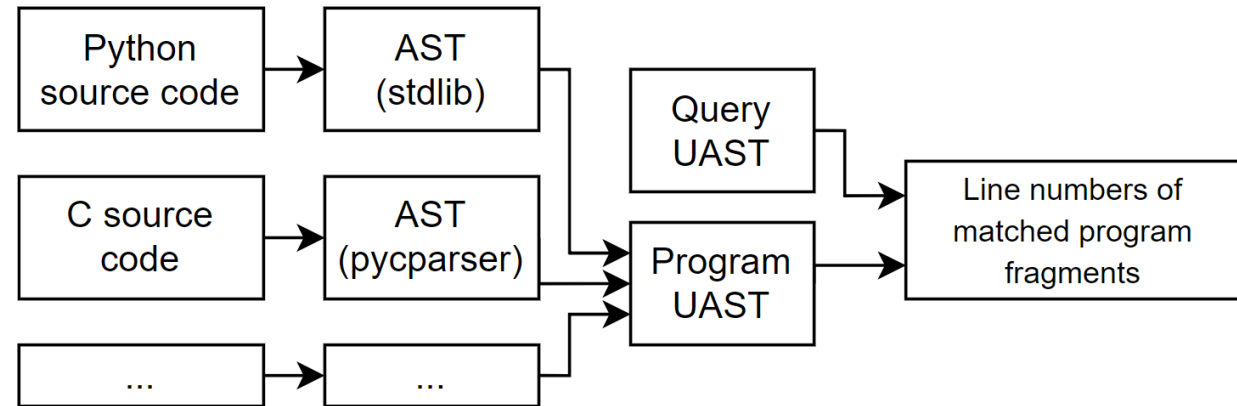 Python
source code
AST
(stdlib)
Query
UAST
Line numbers of
matched program
fragments
C source
code
AST
(pycparser)
Program
UAST
...
...